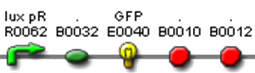 lux pR . GFP . .
R0062 B0032 E0040 B0010 B0012